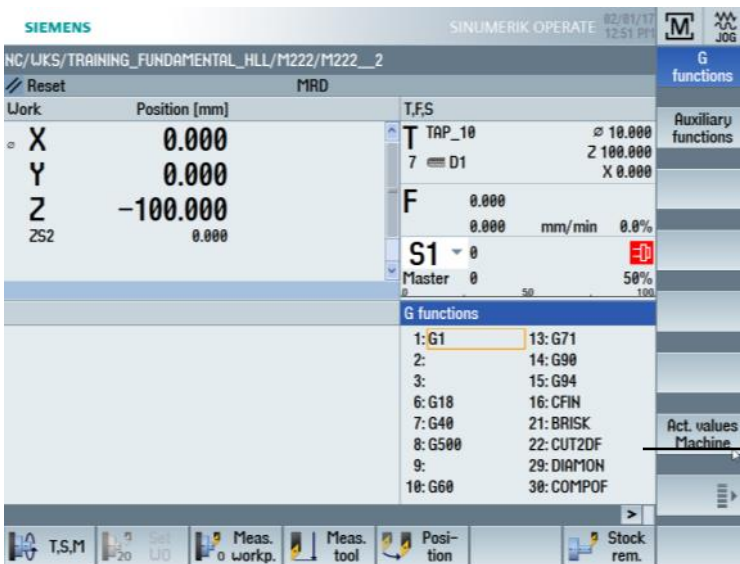 SIEMENS
SINUMERIK OPERATE 02/01/17
12:51 PM
M
JOG
NC/WKS/TRAINING_FUNDAMENTAL_HLL/M222/M222__2
G
functions
Reset MRD
Work Position [mm]
T,F,S
Auxiliary
functions
⌀ X 0.000
T TAP_10 ⌀ 10.000
7 D1 Z 100.000
X 0.000
Y 0.000
Z -100.000
ZS2 0.000
F 0.000
0.000 mm/min 0.0%
S1 0
Master 0 50%
0 50 100
G functions
1: G1 13: G71
2: 14: G90
3: 15: G94
6: G18 16: CFIN
7: G40 21: BRISK
8: G500 22: CUT2DF
9: 29: DIAMON
10: G60 30: COMPOF
Act. values
Machine
>
T,S,M
Set
WO
Meas.
workp.
Meas.
tool
Posi-
tion
Stock
rem.